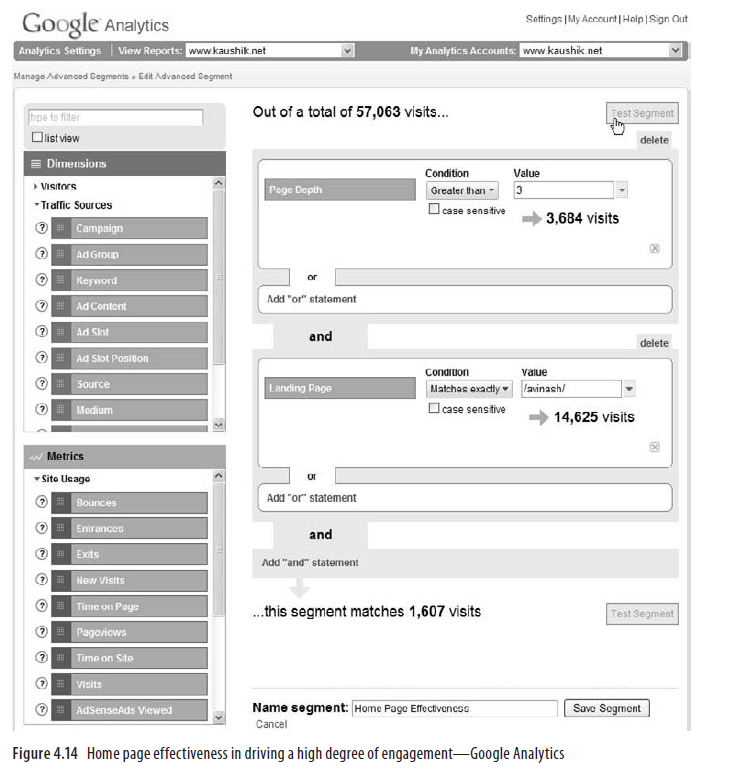 Google Analytics
Settings | My Account | Help | Sign Out
Analytics Settings | View Reports: www.kaushik.net My Analytics Accounts: www.kaushik.net
Manage Advanced Segments » Edit Advanced Segment
type to filter
list view
Dimensions
Visitors
Traffic Sources
? Campaign
? Ad Group
? Keyword
? Ad Content
? Ad Slot
? Ad Slot Position
? Source
? Medium
Metrics
Site Usage
? Bounces
? Entrances
? Exits
? New Visits
? Time on Page
? Pageviews
? Time on Site
? Visits
? AdSenseAds Viewed
Out of a total of 57,063 visits...
Test Segment
delete
Condition Value
Page Depth Greater than 3
case sensitive
3,684 visits
or
Add "or" statement
and
delete
Condition Value
Landing Page Matches exactly /avinash/
case sensitive
14,625 visits
or
Add "or" statement
and
Add "and" statement
...this segment matches 1,607 visits
Test Segment
Name segment: Home Page Effectiveness Save Segment
Cancel
Figure 4.14 Home page effectiveness in driving a high degree of engagement—Google Analytics